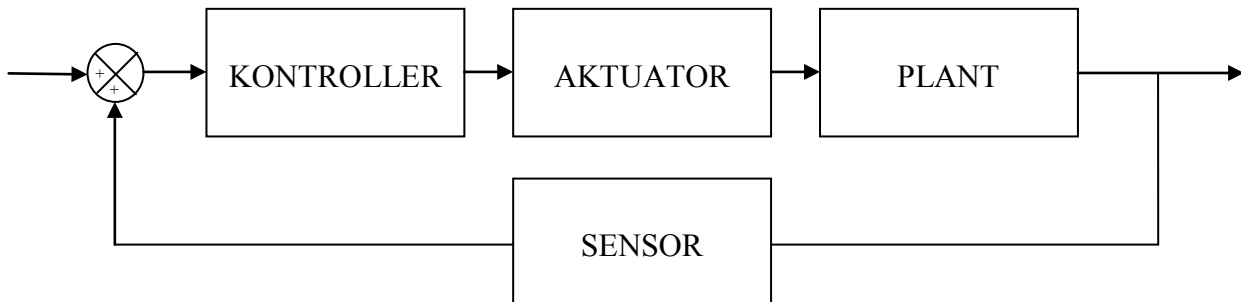 KONTROLLER
AKTUATOR
PLANT
+
+
SENSOR